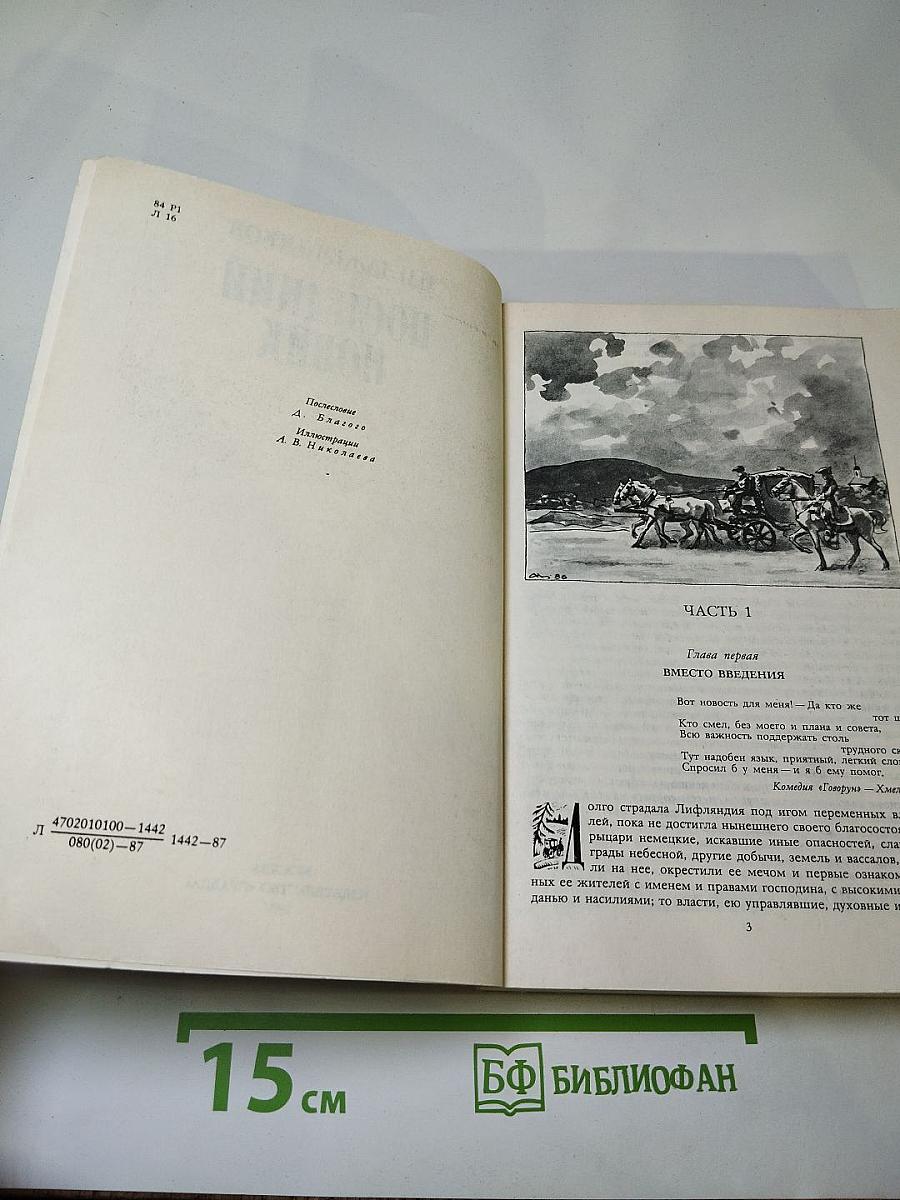 84 Р1
Л 16
Послесловие
Д. Благого
Иллюстрации
А. В. Николаева
Л 4702010100—1442
080(02)—87
1442—87
ЧАСТЬ 1
Глава первая
ВМЕСТО ВВЕДЕНИЯ
Вот новость для меня! — Да кто же
тот
Кто смел, без моего и плана и совета,
Всю важность поддержать столь
трудного
Тут надобен язык, приятный, легкий
Спросил б у меня — и я б ему помог.
Комедия «Говорун» —
Долго страдала Лифляндия под игом переменных
лей, пока не достигла нынешнего своего
рыцари немецкие, искавшие иные опасностей,
грады небесной, другие добычи, земель и вассалов,
ли на нее, окрестили ее мечом и первые
ных ее жителей с именем и правами господина, с высокими
данью и насилиями; то власти, ею управлявшие, духовные и
3
15 см
БФ БИБЛИОФАН